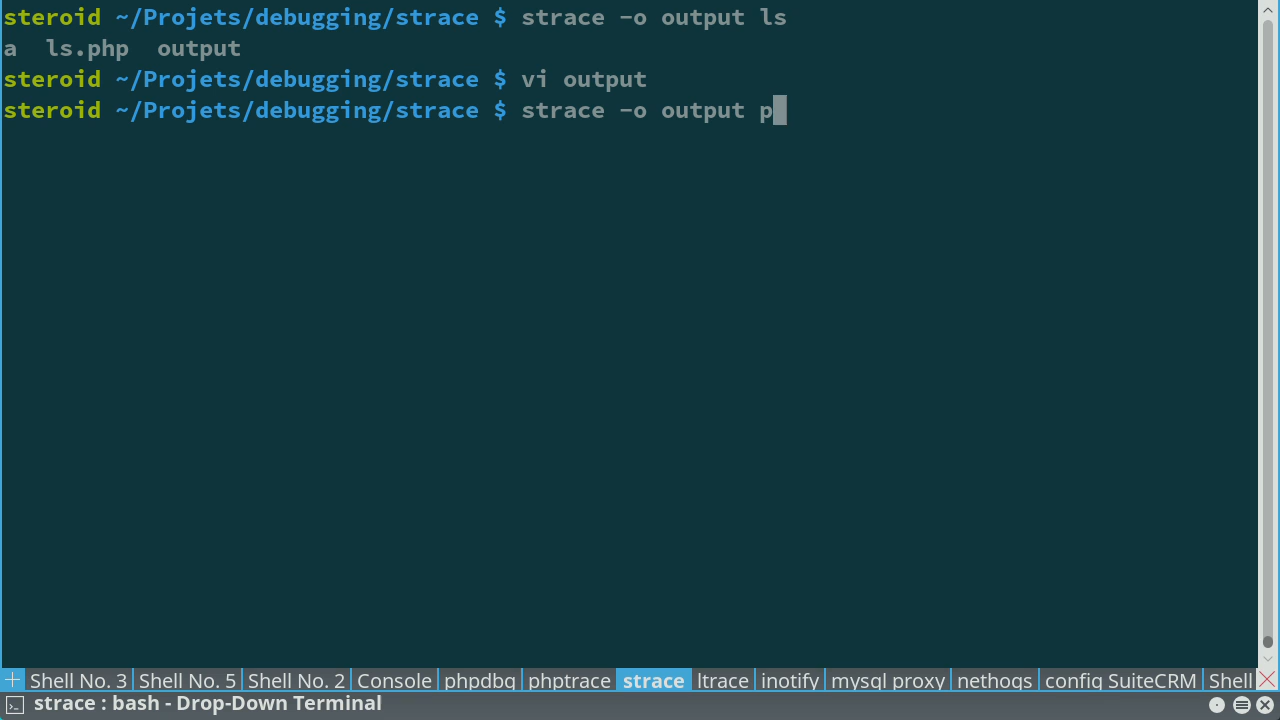 steroid ~/Projets/debugging/strace $ strace -o output ls
a  ls.php  output
steroid ~/Projets/debugging/strace $ vi output
steroid ~/Projets/debugging/strace $ strace -o output p
Shell No. 3 Shell No. 5 Shell No. 2 Console phpdbg phptrace strace ltrace inotify mysql proxy nethogs config SuiteCRM Shell
strace : bash - Drop-Down Terminal